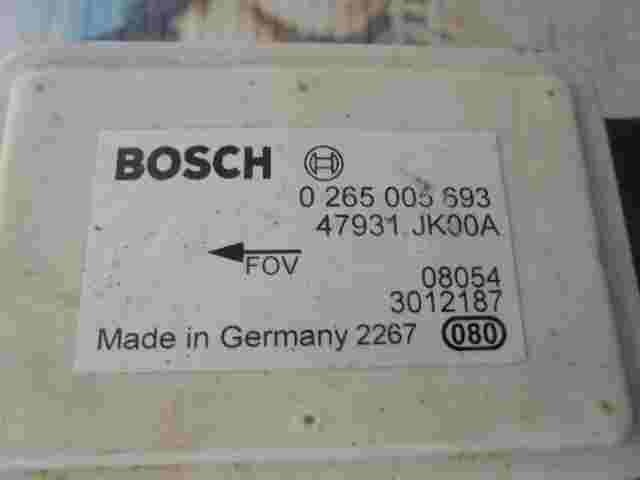 BOSCH
0 265 005 693
47931 JK00A
FOV
08054
3012187
Made in Germany 2267 080